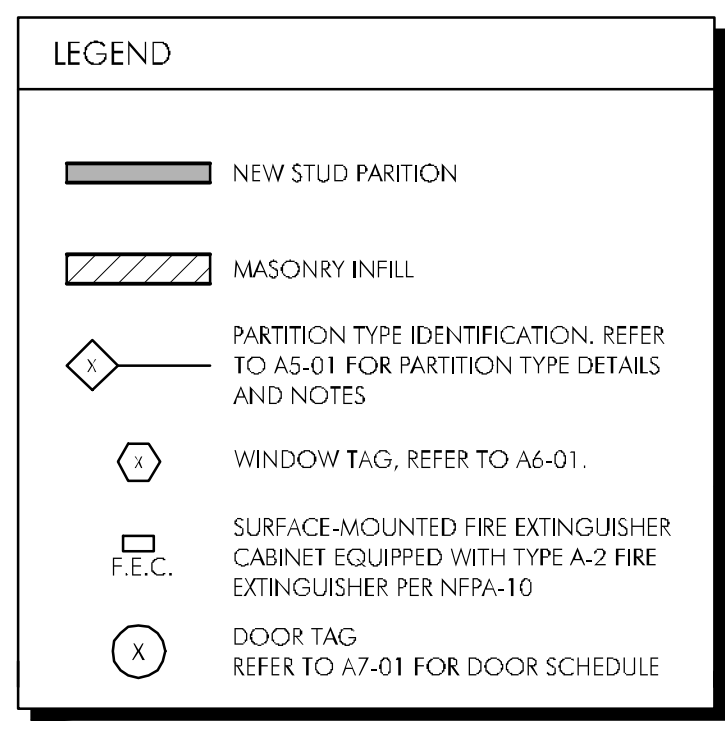 LEGEND
NEW STUD PARITION
MASONRY INFILL
X
PARTITION TYPE IDENTIFICATION. REFER
TO A5-01 FOR PARTITION TYPE DETAILS
AND NOTES
X
WINDOW TAG, REFER TO A6-01.
F.E.C.
SURFACE-MOUNTED FIRE EXTINGUISHER
CABINET EQUIPPED WITH TYPE A-2 FIRE
EXTINGUISHER PER NFPA-10
X
DOOR TAG
REFER TO A7-01 FOR DOOR SCHEDULE